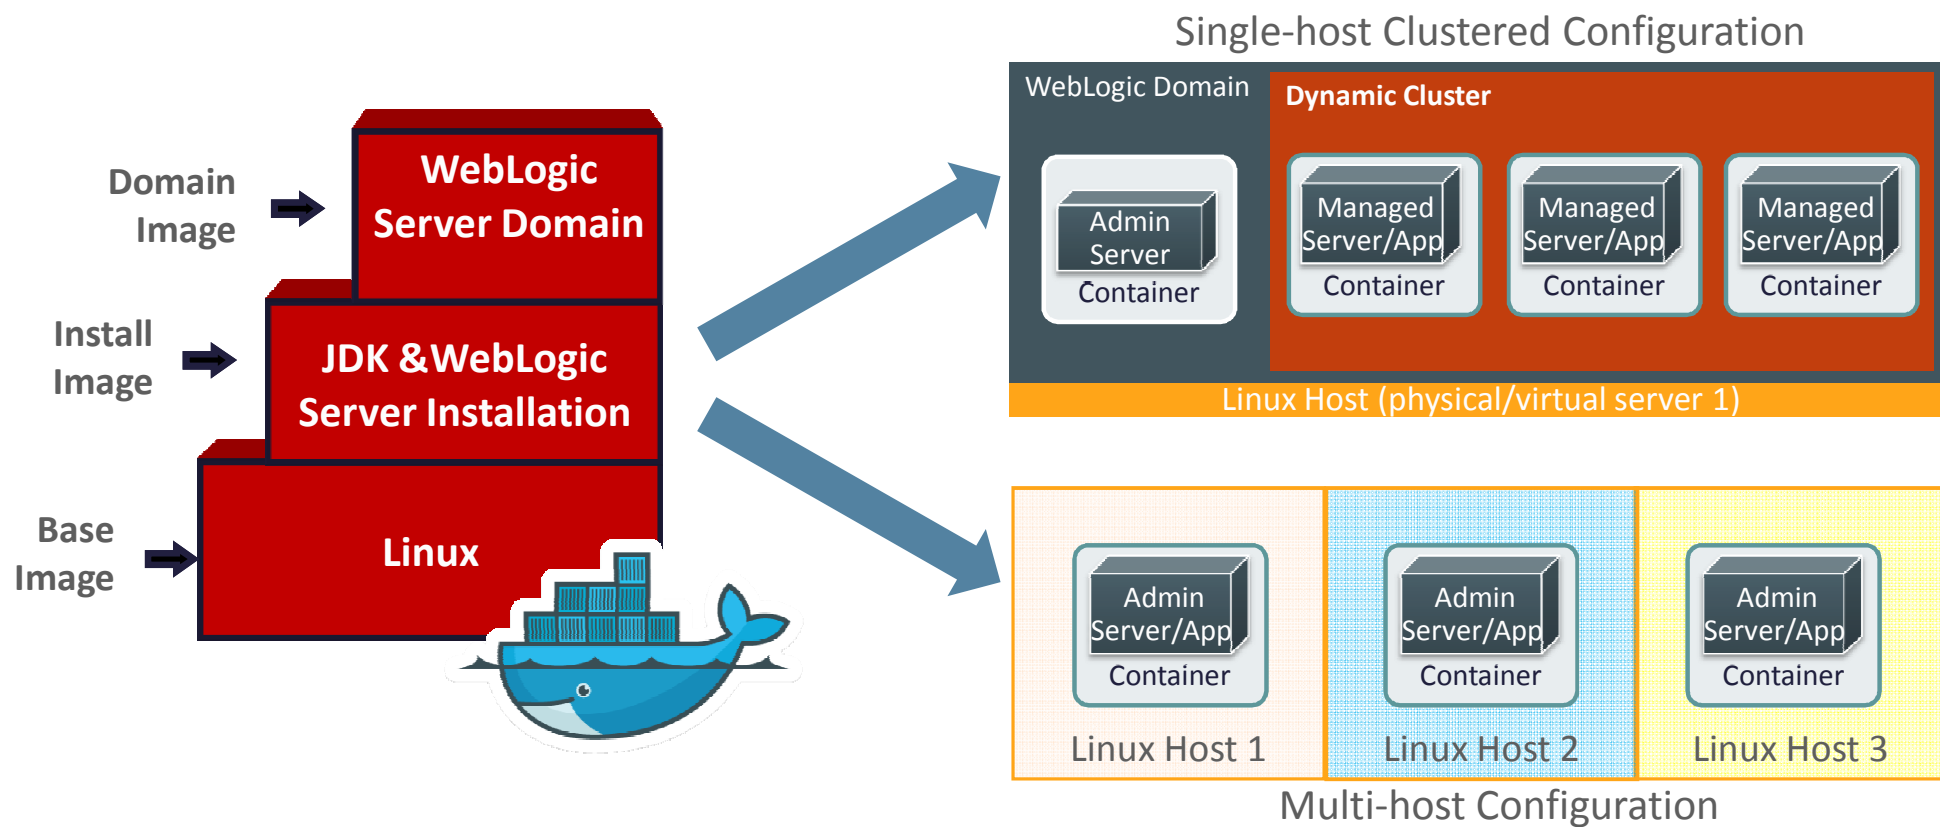 Domain
Image
Install
Image
Base
Image
WebLogic
Server Domain
JDK &WebLogic
Server Installation
Linux
Single-host Clustered Configuration
WebLogic Domain
Dynamic Cluster
Admin
Server
Container
Managed
Server/App
Container
Managed
Server/App
Container
Managed
Server/App
Container
Linux Host (physical/virtual server 1)
Admin
Server/App
Container
Linux Host 1
Admin
Server/App
Container
Linux Host 2
Admin
Server/App
Container
Linux Host 3
Multi-host Configuration